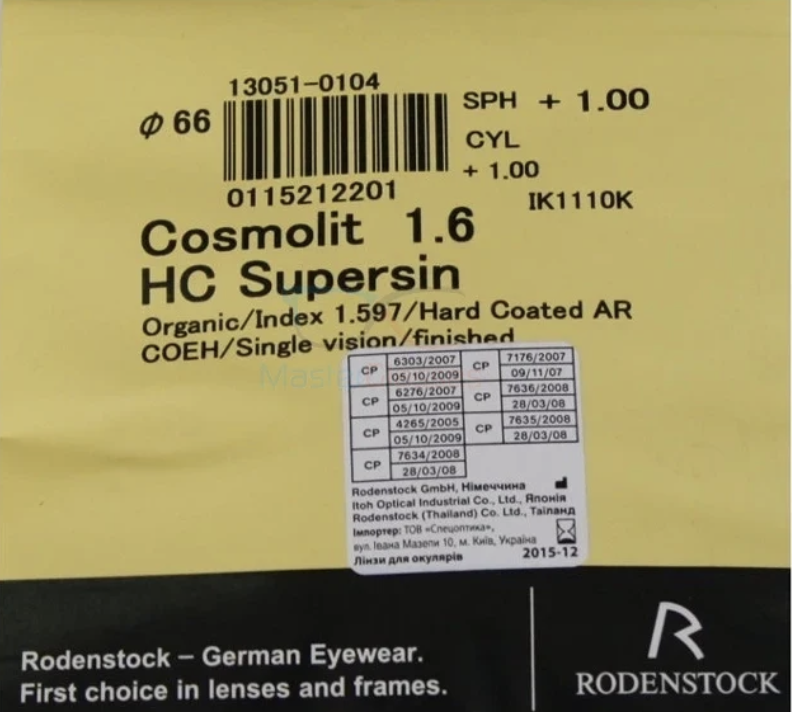 13051-0104
Φ 66
SPH + 1.00
CYL
+ 1.00
0115212201
IK1110K
Cosmolit 1.6
HC Supersin
Organic/Index 1.597/Hard Coated AR
COEH/Single vision/finished
CP 6303/2007 05/10/2009 CP 7176/2007 09/11/07
CP 6276/2007 05/10/2009 CP 7636/2008 28/03/08
CP 4265/2005 05/10/2009 CP 7635/2008 28/03/08
CP 7634/2008 28/03/08
Rodenstock GmbH, Німеччина
Itoh Optical Industrial Co., Ltd., Японія
Rodenstock (Thailand) Co. Ltd., Таїланд
Імпортер: ТОВ «Спецоптика»,
вул. Івана Мазепи 10, м. Київ, Україна
2015-12
Лінзи для окулярів
Rodenstock – German Eyewear.
First choice in lenses and frames.
R
RODENSTOCK